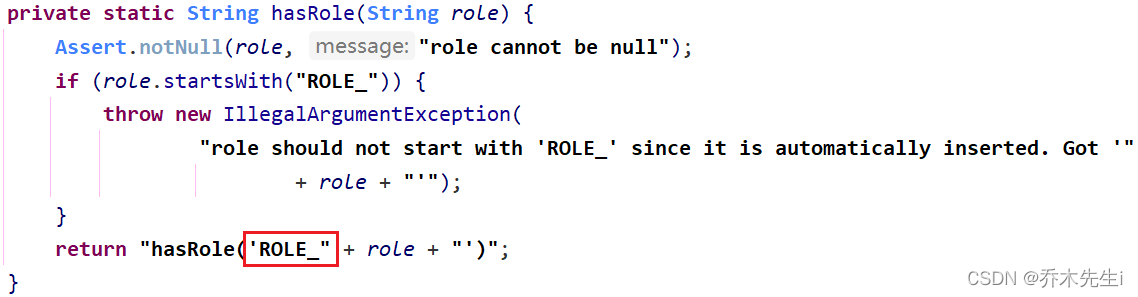 private static String hasRole(String role) {
Assert.notNull(role, message: "role cannot be null");
if (role.startsWith("ROLE_")) {
throw new IllegalArgumentException(
"role should not start with 'ROLE_' since it is automatically inserted. Got '"
+ role + "'");
}
return "hasRole('ROLE_" + role + "')";
}
CSDN @乔木先生i